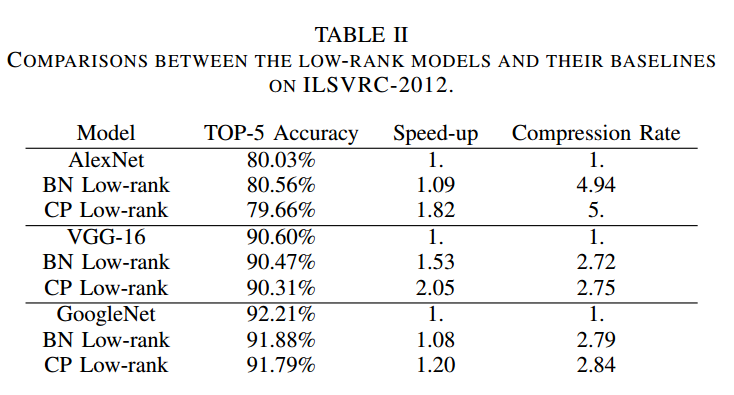 TABLE II
COMPARISONS BETWEEN THE LOW-RANK MODELS AND THEIR BASELINES
ON ILSVRC-2012.
Model TOP-5 Accuracy Speed-up Compression Rate
AlexNet 80.03% 1. 1.
BN Low-rank 80.56% 1.09 4.94
CP Low-rank 79.66% 1.82 5.
VGG-16 90.60% 1. 1.
BN Low-rank 90.47% 1.53 2.72
CP Low-rank 90.31% 2.05 2.75
GoogleNet 92.21% 1. 1.
BN Low-rank 91.88% 1.08 2.79
CP Low-rank 91.79% 1.20 2.84